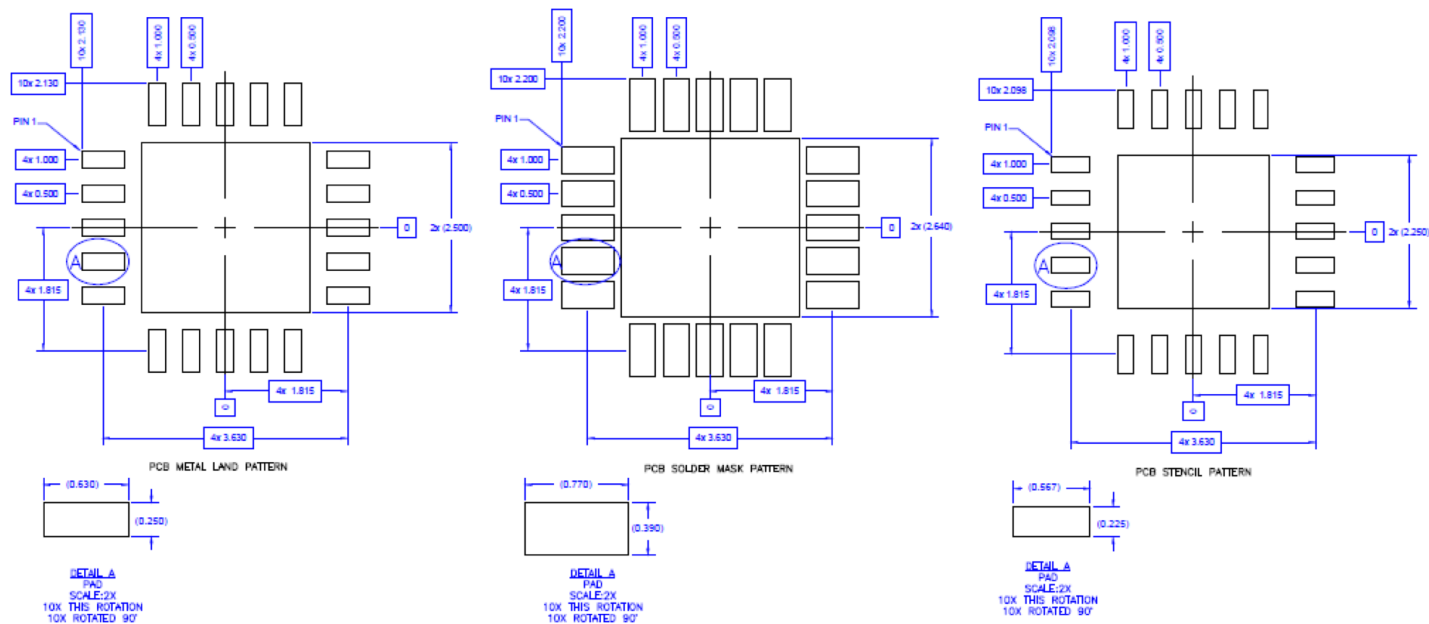 10x 2.130
4x 1.000
4x 0.500
10x 2.130
PIN 1
4x 1.000
4x 0.500
0
2x (2.500)
A
4x 1.815
4x 1.815
0
4x 3.630
PCB METAL LAND PATTERN
(0.630)
(0.250)
DETAIL A
PAD
SCALE:2X
10X THIS ROTATION
10X ROTATED 90°
10x 2.200
4x 1.000
4x 0.500
10x 2.200
PIN 1
4x 1.000
4x 0.500
0
2x (2.640)
A
4x 1.815
4x 1.815
0
4x 3.630
PCB SOLDER MASK PATTERN
(0.770)
(0.390)
DETAIL A
PAD
SCALE:2X
10X THIS ROTATION
10X ROTATED 90°
10x 2.098
4x 1.000
4x 0.500
10x 2.098
PIN 1
4x 1.000
4x 0.500
0
2x (2.250)
A
4x 1.815
4x 1.815
0
4x 3.630
PCB STENCIL PATTERN
(0.567)
(0.225)
DETAIL A
PAD
SCALE:2X
10X THIS ROTATION
10X ROTATED 90°